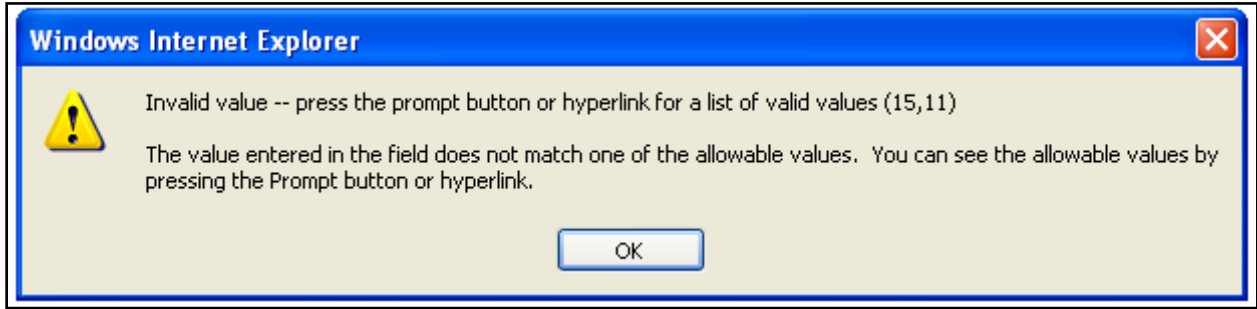 Windows Internet Explorer
Invalid value -- press the prompt button or hyperlink for a list of valid values (15,11)
The value entered in the field does not match one of the allowable values.  You can see the allowable values by
pressing the Prompt button or hyperlink.
OK